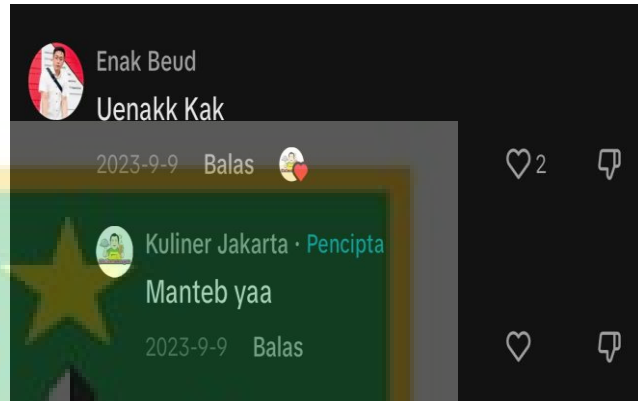 Enak Beud
Uenakk Kak
2023-9-9 Balas 2
Kuliner Jakarta · Pencipta
Manteb yaa
2023-9-9 Balas